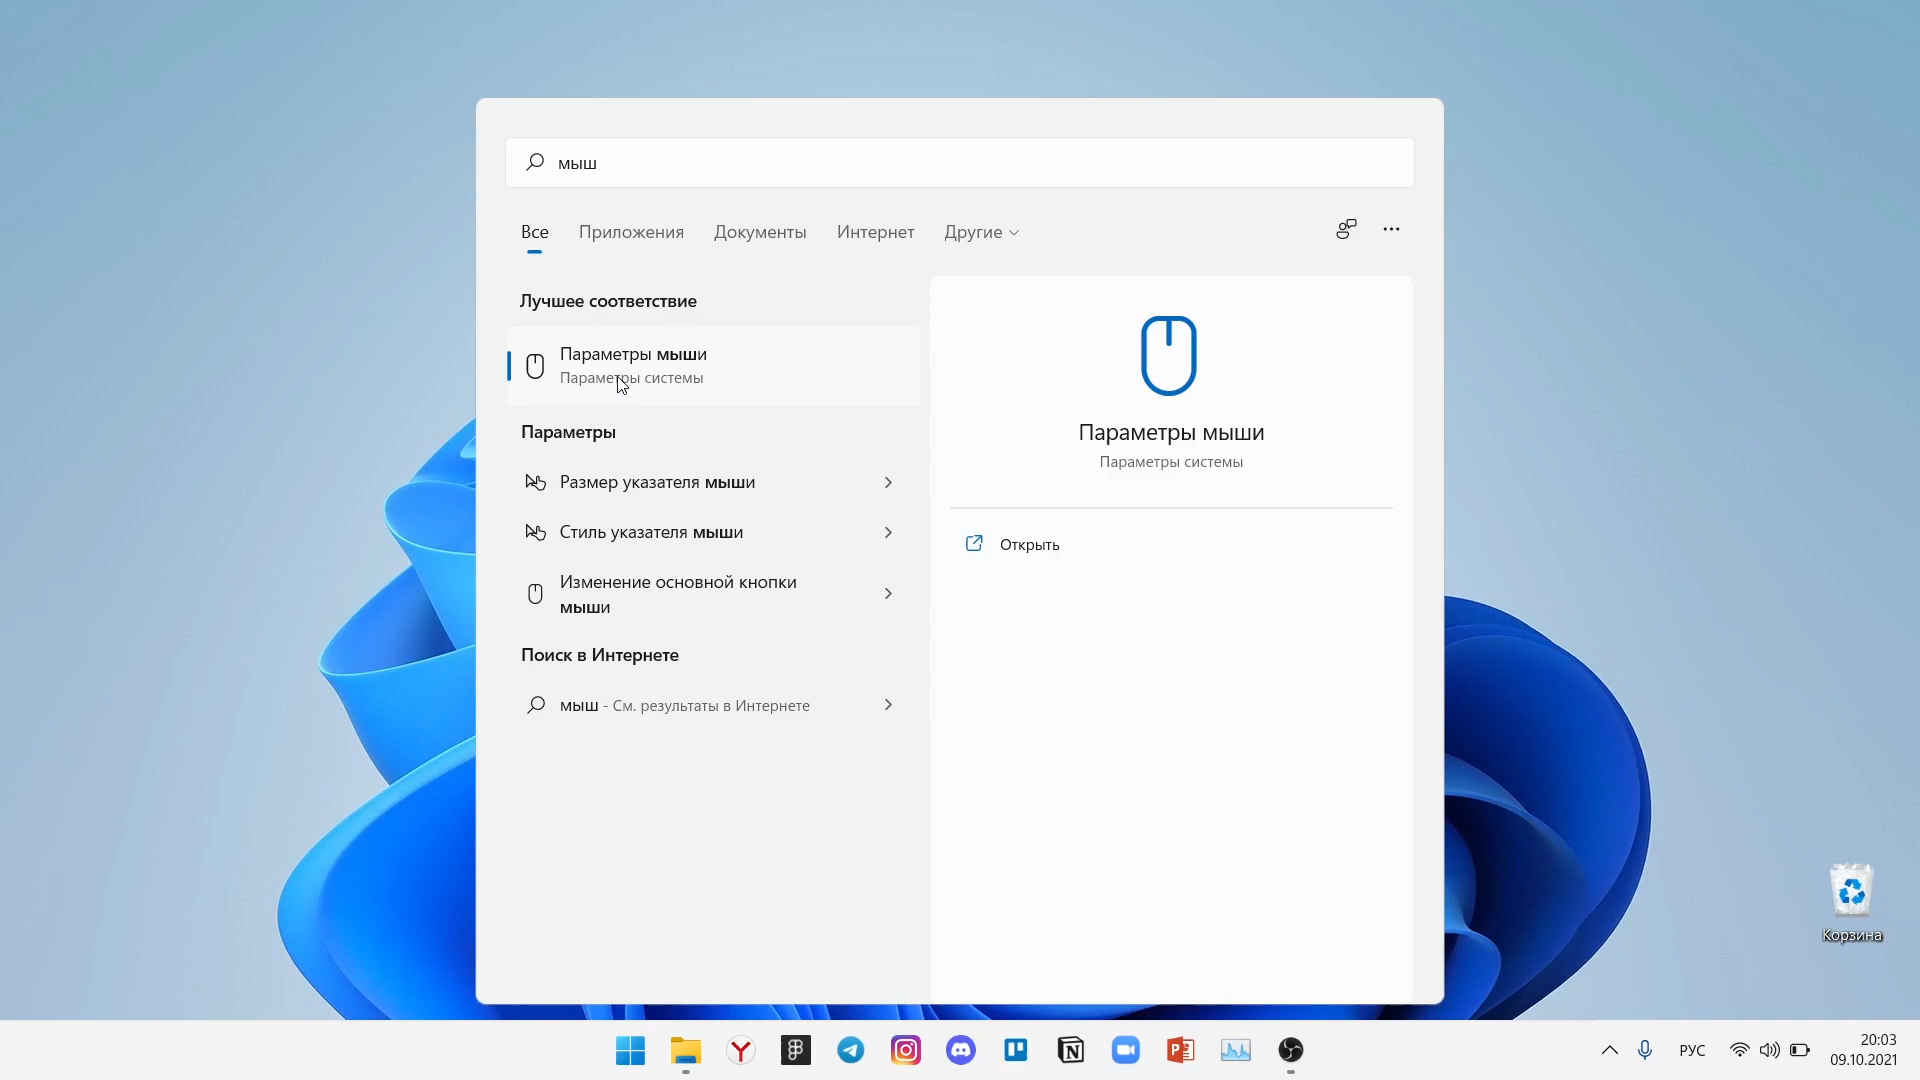 мыш
Все Приложения Документы Интернет Другие
Лучшее соответствие
Параметры мыши
Параметры системы
Параметры
Размер указателя мыши
Стиль указателя мыши
Изменение основной кнопки
мыши
Поиск в Интернете
мыш - См. результаты в Интернете
Параметры мыши
Параметры системы
Открыть
Корзина
РУС
20:03
09.10.2021